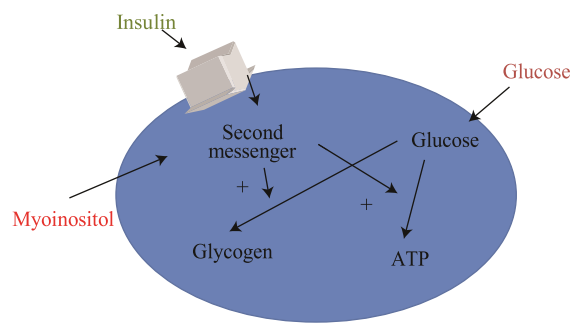 Insulin
Glucose
Second
messenger
Glucose
+
+
Myoinositol
Glycogen
ATP